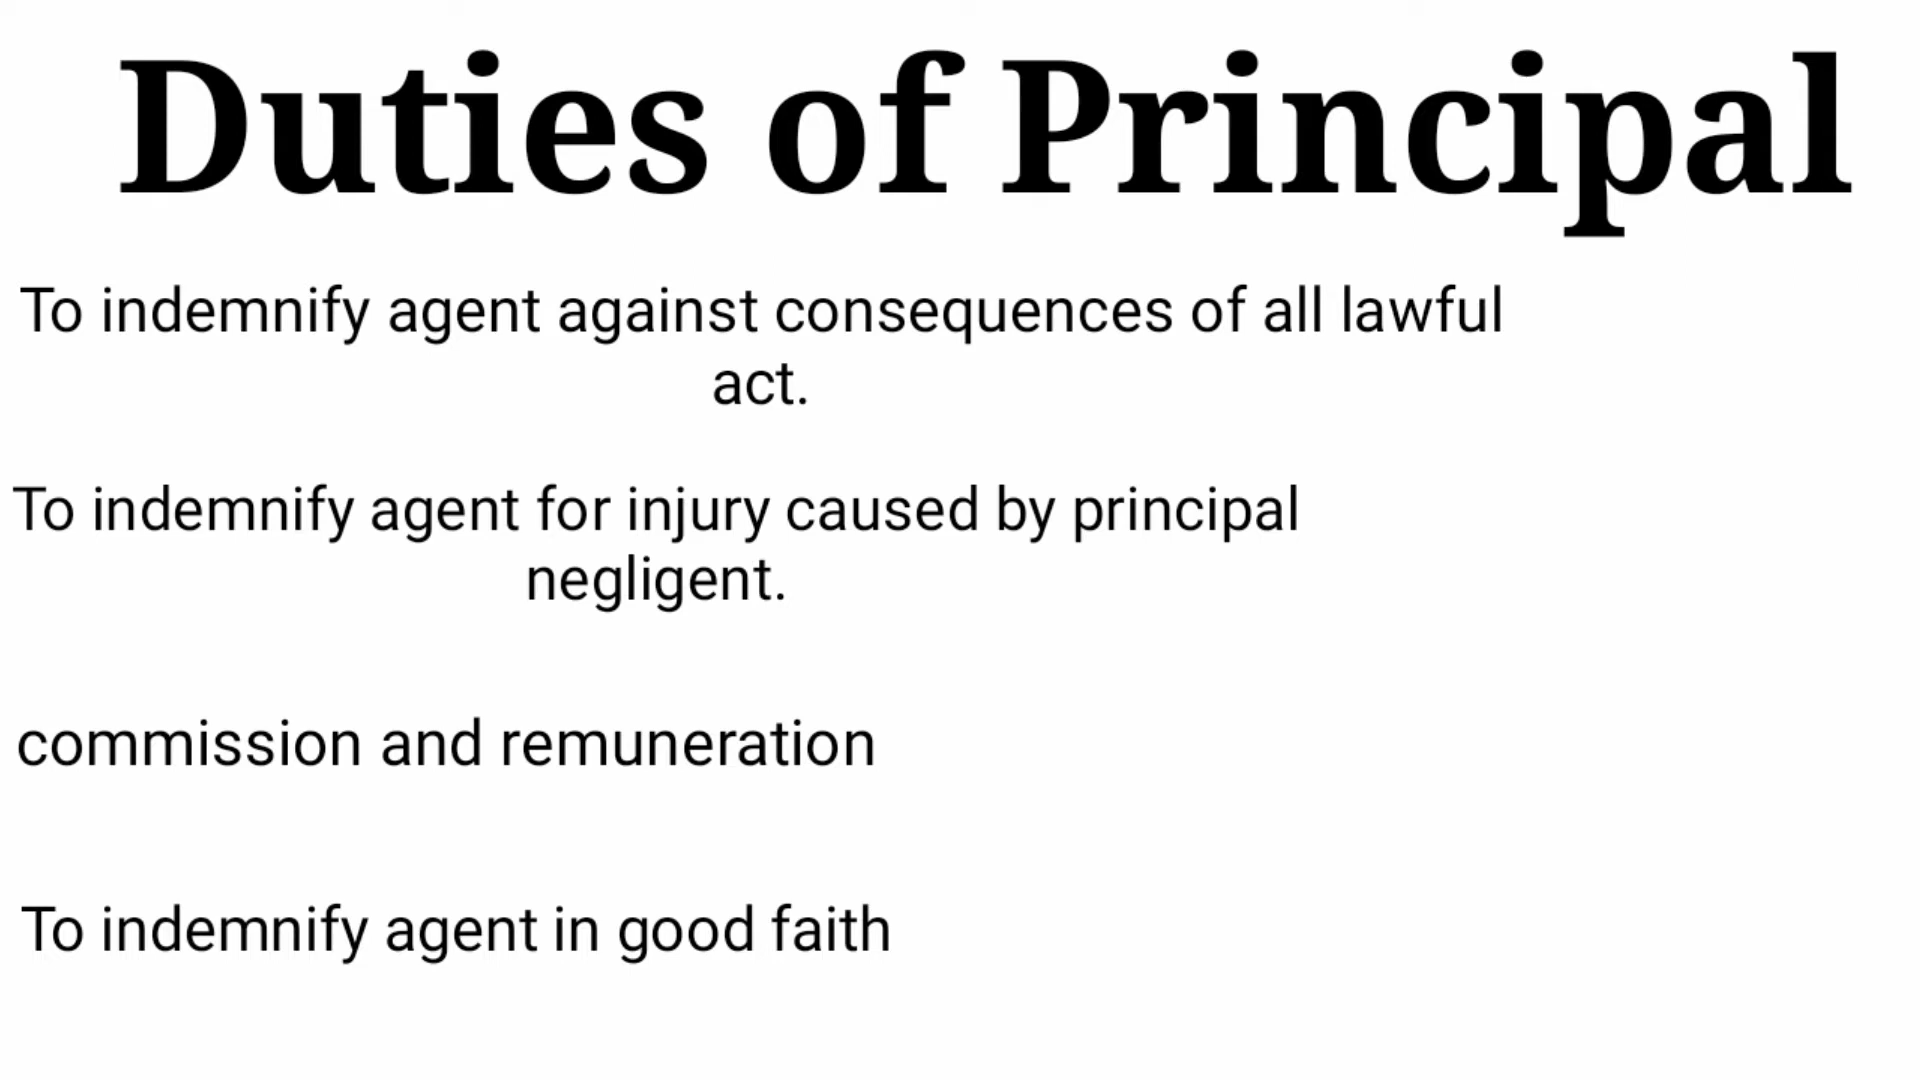 Duties of Principal
To indemnify agent against consequences of all lawful
act.
To indemnify agent for injury caused by principal
negligent.
commission and remuneration
To indemnify agent in good faith